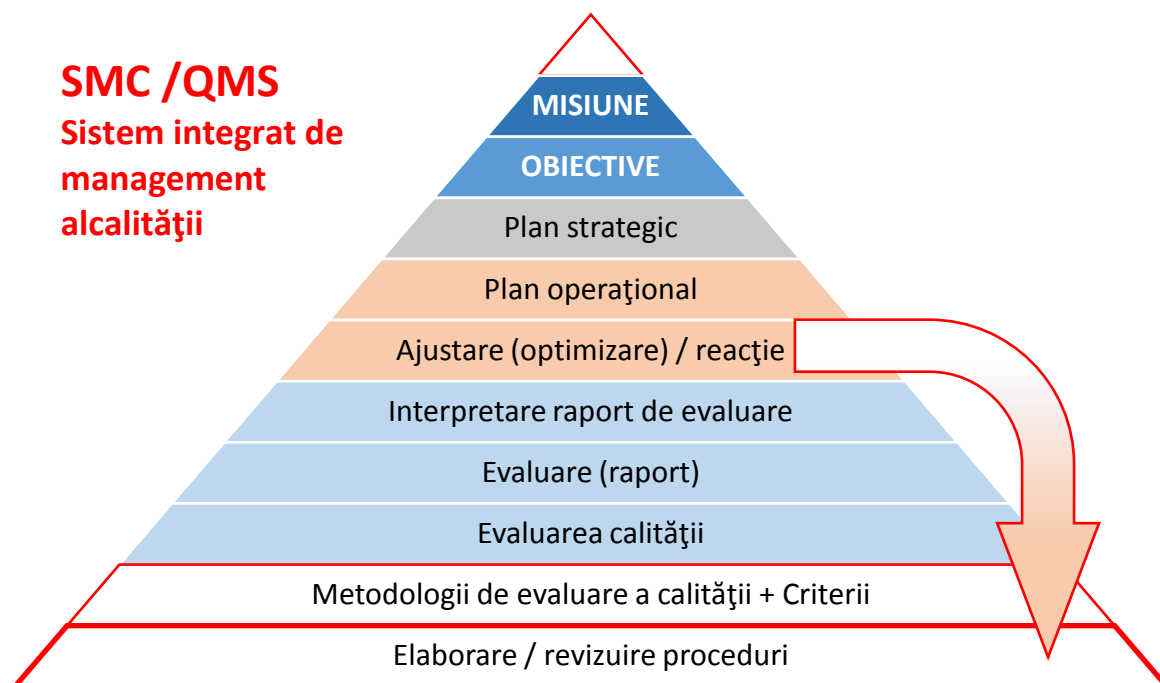 SMC /QMS
Sistem integrat de
management
alcalităţii
MISIUNE
OBIECTIVE
Plan strategic
Plan operaţional
Ajustare (optimizare) / reacţie
Interpretare raport de evaluare
Evaluare (raport)
Evaluarea calităţii
Metodologii de evaluare a calităţii + Criterii
Elaborare / revizuire proceduri